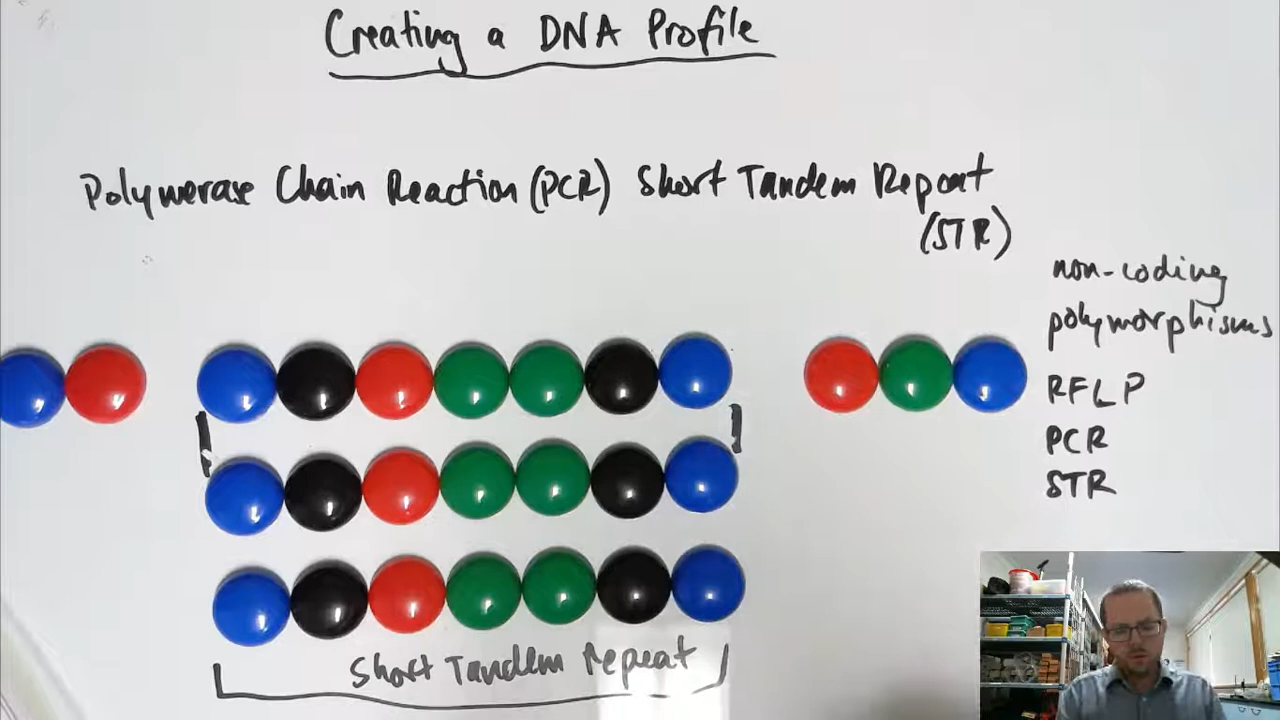 Creating a DNA Profile
Polymerase Chain Reaction (PCR) Short Tandem Repeat
(STR)
non-coding
polymorphisms
RFLP
PCR
STR
Short Tandem Repeat